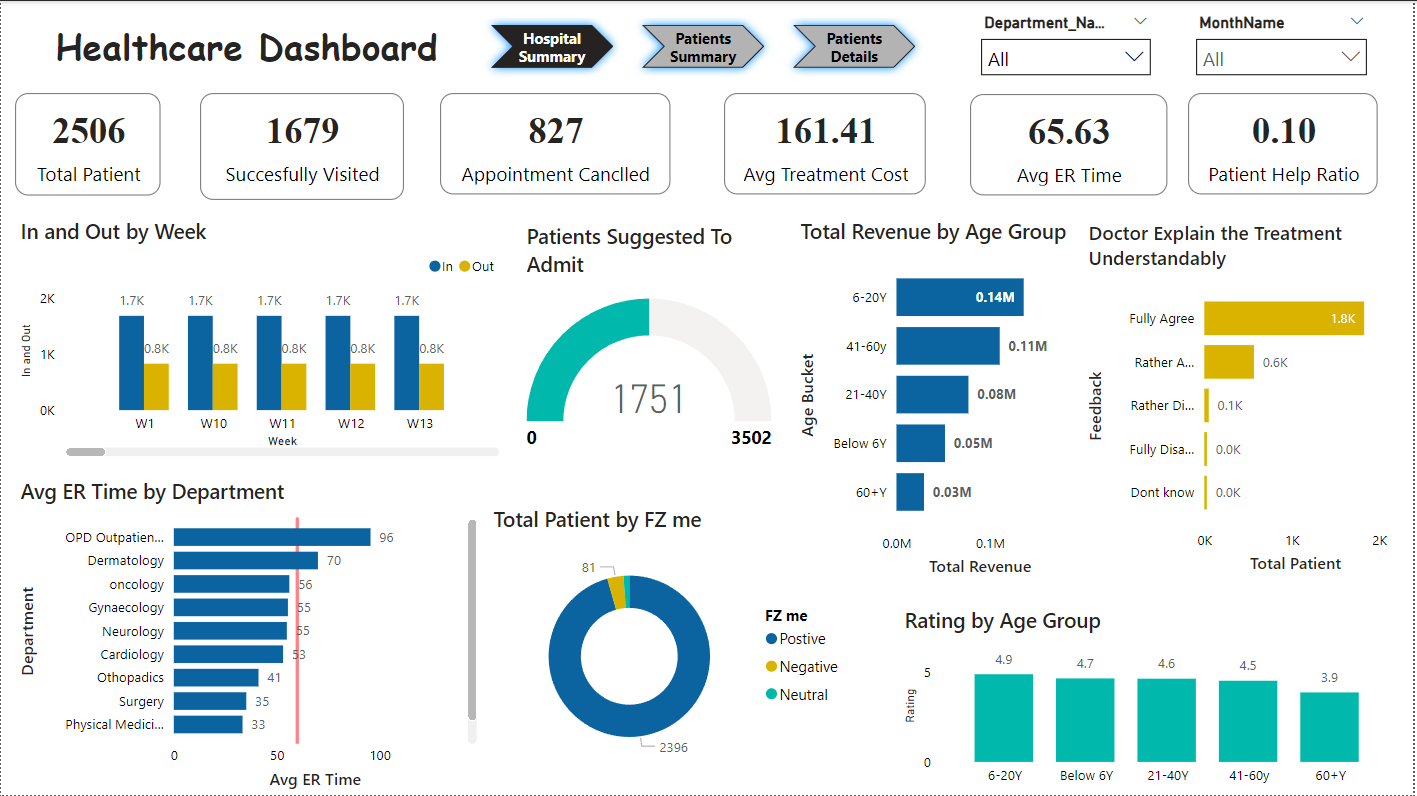 Healthcare Dashboard
Hospital
Summary
Patients
Summary
Patients
Details
Department_Na...
All
MonthName
All
2506
Total Patient
1679
Succesfully Visited
827
Appointment Canclled
161.41
Avg Treatment Cost
65.63
Avg ER Time
0.10
Patient Help Ratio
In and Out by Week
In Out
In and Out
2K
1K
0K
1.7K 1.7K 1.7K 1.7K 1.7K
0.8K 0.8K 0.8K 0.8K 0.8K
W1 W10 W11 W12 W13
Week
Patients Suggested To
Admit
1751
0 3502
Total Revenue by Age Group
Age Bucket
6-20Y 0.14M
41-60y 0.11M
21-40Y 0.08M
Below 6Y 0.05M
60+Y 0.03M
0.0M 0.1M
Total Revenue
Doctor Explain the Treatment
Understandably
Feedback
Fully Agree 1.8K
Rather A... 0.6K
Rather Di... 0.1K
Fully Disa... 0.0K
Dont know 0.0K
0K 1K 2K
Total Patient
Avg ER Time by Department
Department
OPD Outpatien... 96
Dermatology 70
oncology 56
Gynaecology 55
Neurology 55
Cardiology 53
Othopadics 41
Surgery 35
Physical Medici... 33
0 50 100
Avg ER Time
Total Patient by FZ me
81
2396
FZ me
Postive
Negative
Neutral
Rating by Age Group
Rating
5
0
4.9 4.7 4.6 4.5 3.9
6-20Y Below 6Y 21-40Y 41-60y 60+Y